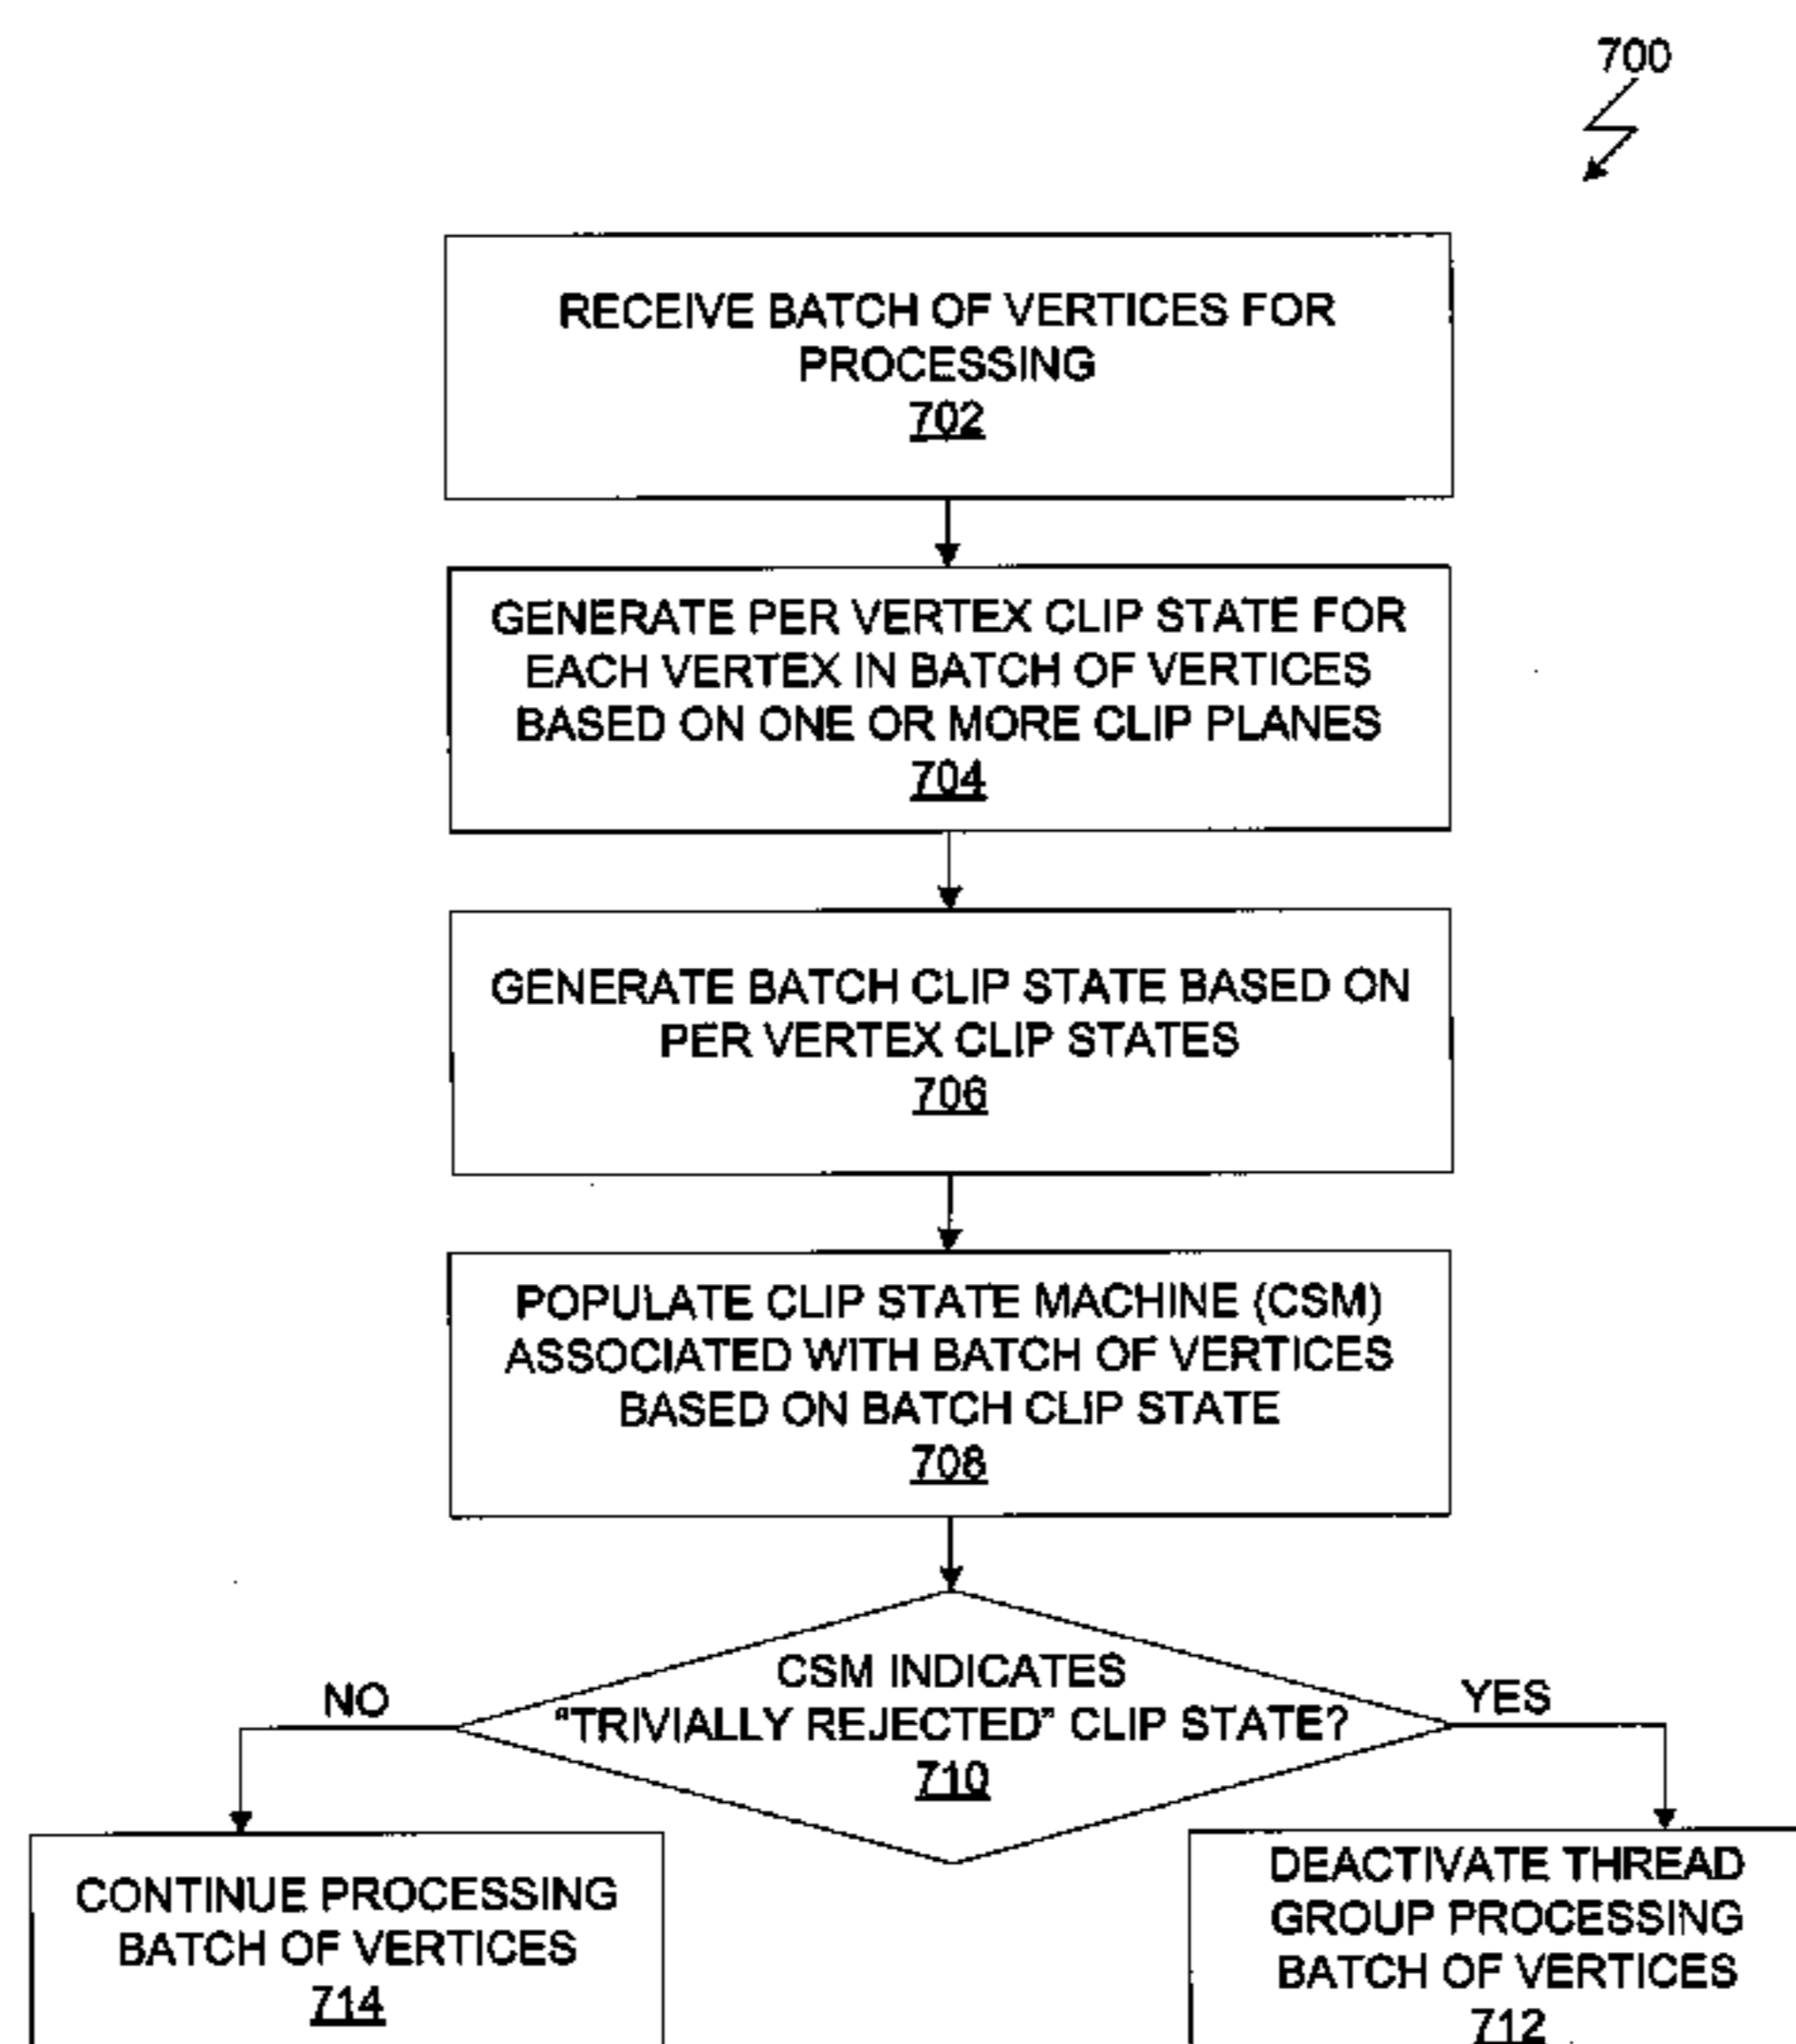 700
RECEIVE BATCH OF VERTICES FOR
PROCESSING
702
GENERATE PER VERTEX CLIP STATE FOR
EACH VERTEX IN BATCH OF VERTICES
BASED ON ONE OR MORE CLIP PLANES
704
GENERATE BATCH CLIP STATE BASED ON
PER VERTEX CLIP STATES
706
POPULATE CLIP STATE MACHINE (CSM)
ASSOCIATED WITH BATCH OF VERTICES
BASED ON BATCH CLIP STATE
708
CSM INDICATES
"TRIVIALLY REJECTED" CLIP STATE?
710
NO
YES
CONTINUE PROCESSING
BATCH OF VERTICES
714
DEACTIVATE THREAD
GROUP PROCESSING
BATCH OF VERTICES
712